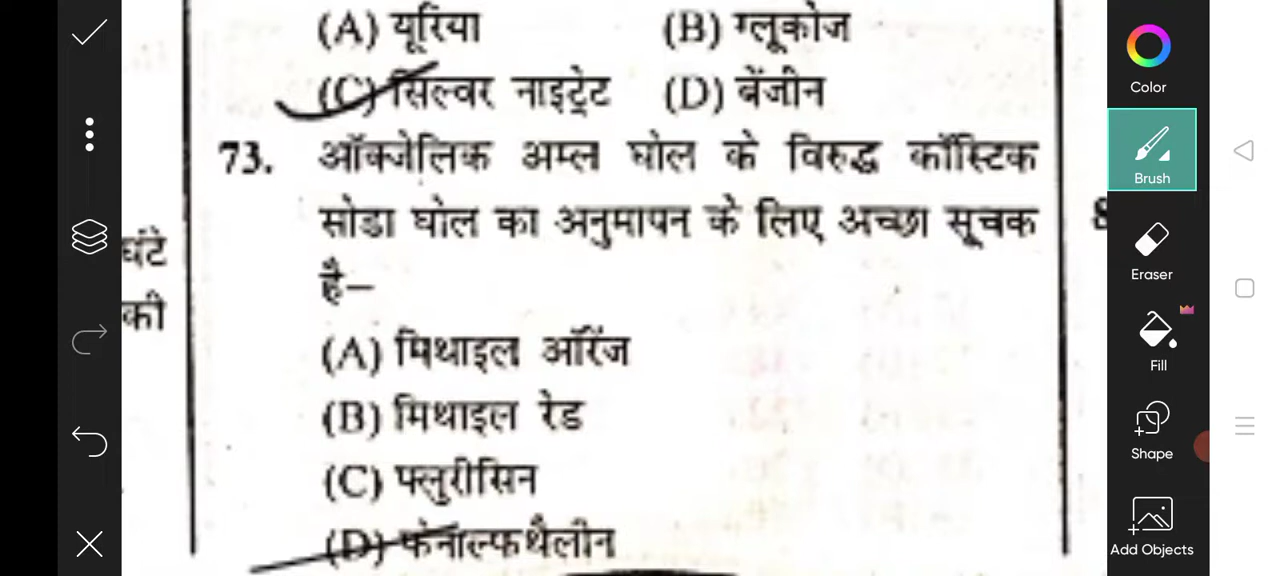 (A) यूरिया (B) ग्लूकोज
(C) सिल्वर नाइट्रेट (D) बेंजीन
73. ऑक्जेलिक अम्ल घोल के विरुद्ध कॉस्टिक
सोडा घोल का अनुमापन के लिए अच्छा सूचक
है–
(A) मिथाइल ऑरेंज
(B) मिथाइल रेड
(C) फ्लुरीसिन
(D) फेनाल्फथैलीन
घंटे
की
8
Color
Brush
Eraser
Fill
Shape
Add Objects